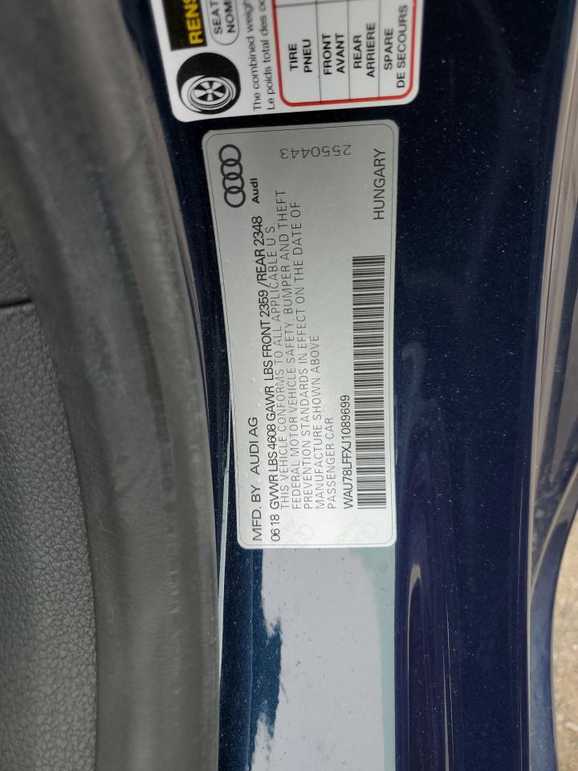 RENS
SEAT
NOM
The combined weigh
Le poids total des oc
TIRE
PNEU
FRONT
AVANT
REAR
ARRIERE
SPARE
DE SECOURS
Audi
2550443
MFD. BY AUDI AG
06 18 GVWR LBS 4608 GAWR LBS FRONT 2359 /REAR 2348
THIS VEHICLE CONFORMS TO ALL APPLICABLE U.S.
FEDERAL MOTOR VEHICLE SAFETY, BUMPER AND THEFT
PREVENTION STANDARDS IN EFFECT ON THE DATE OF
MANUFACTURE SHOWN ABOVE
PASSENGER CAR
WAU78LFFXJ1089699
HUNGARY